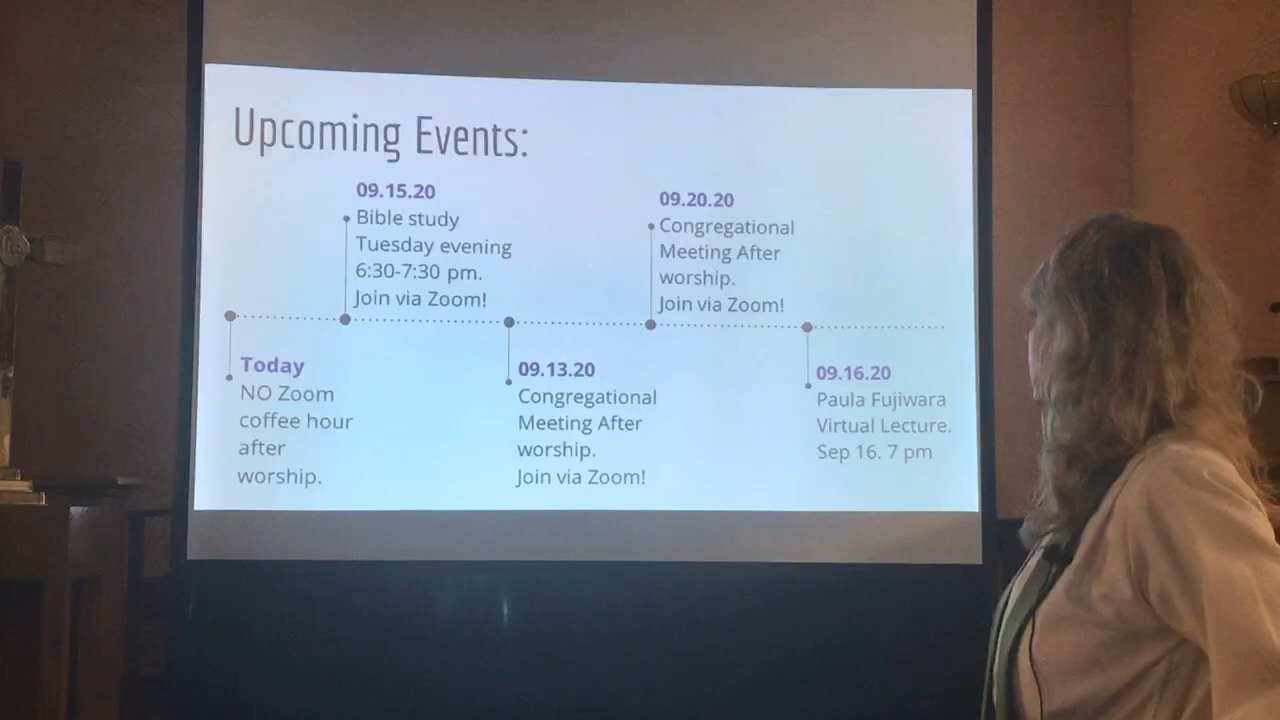 Upcoming Events:
09.15.20
Bible study
Tuesday evening
6:30-7:30 pm.
Join via Zoom!
09.20.20
Congregational
Meeting After
worship.
Join via Zoom!
Today
NO Zoom
coffee hour
after
worship.
09.13.20
Congregational
Meeting After
worship.
Join via Zoom!
09.16.20
Paula Fujiwara
Virtual Lecture.
Sep 16. 7 pm